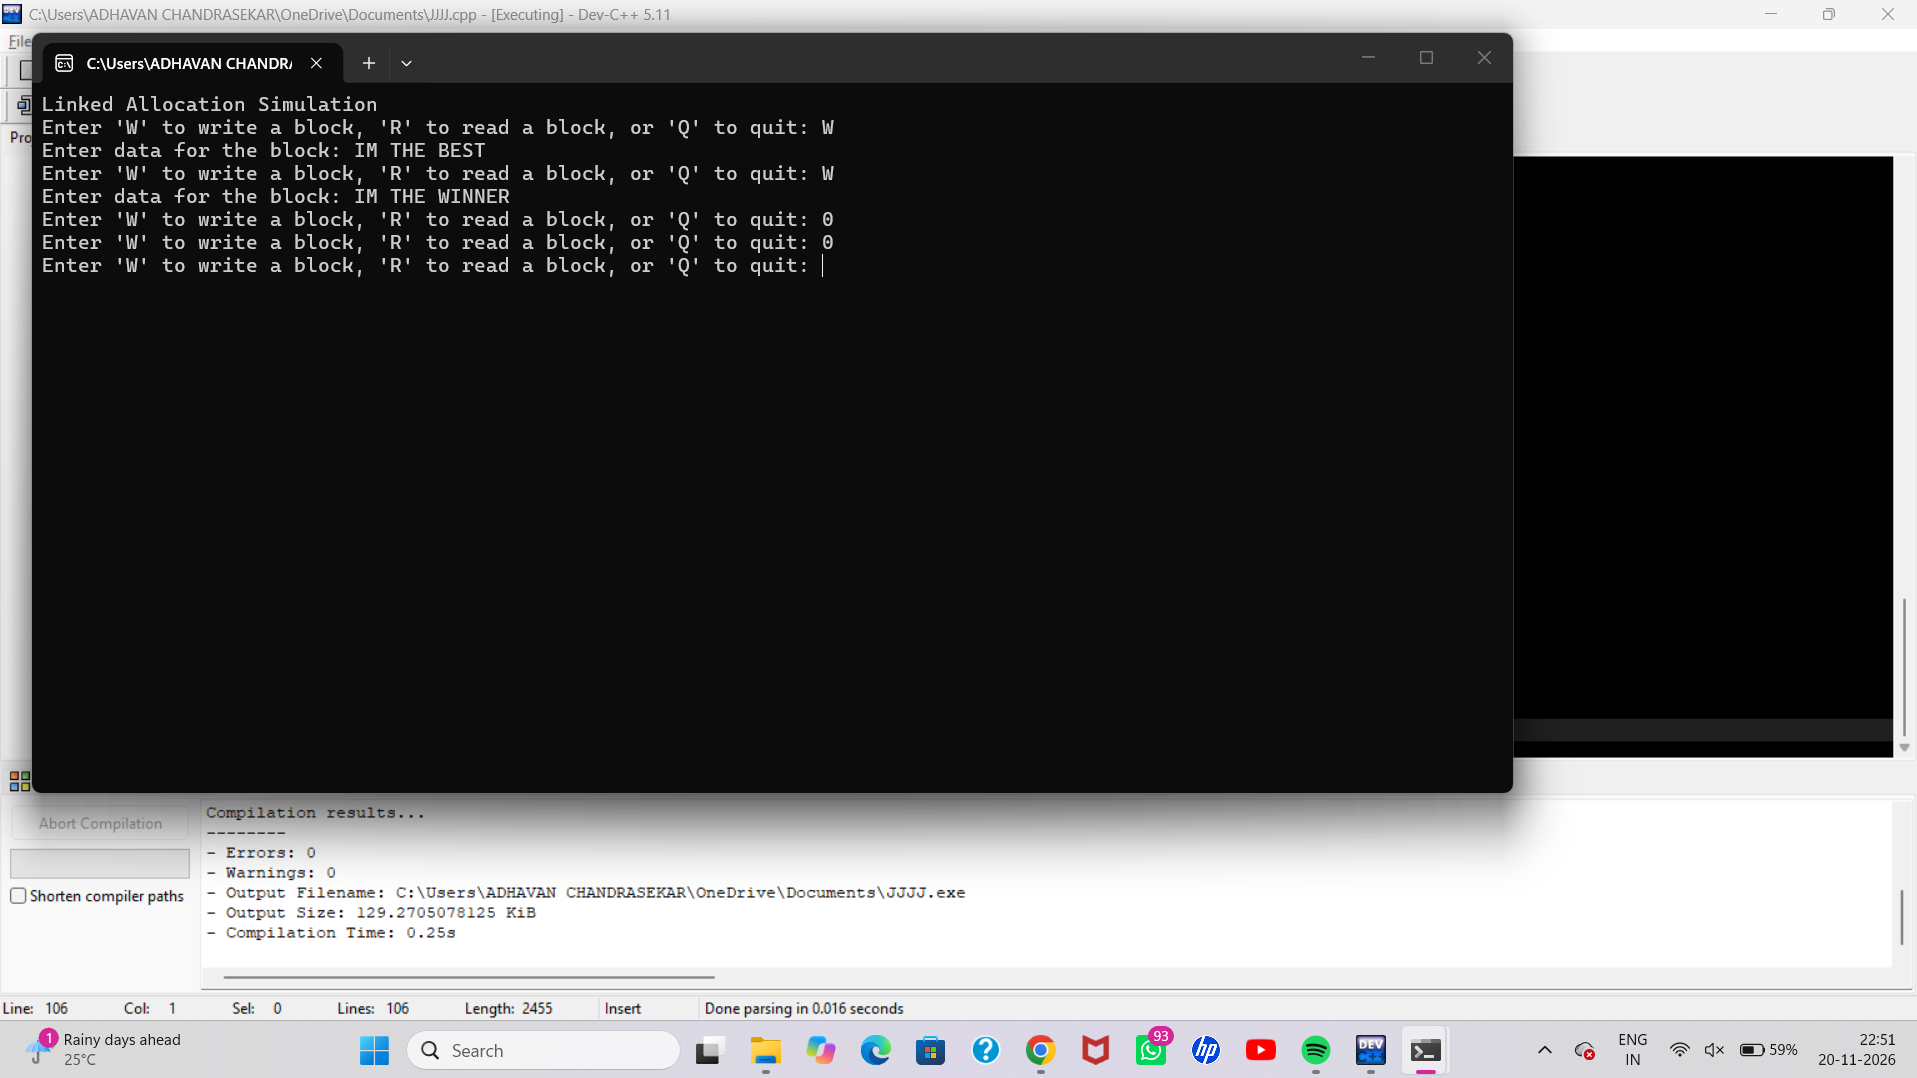 C:\Users\ADHAVAN CHANDRASEKAR\OneDrive\Documents\JJJJ.cpp - [Executing] - Dev-C++ 5.11
File
C:\Users\ADHAVAN CHANDRA
Linked Allocation Simulation
Enter 'W' to write a block, 'R' to read a block, or 'Q' to quit: W
Enter data for the block: IM THE BEST
Enter 'W' to write a block, 'R' to read a block, or 'Q' to quit: W
Enter data for the block: IM THE WINNER
Enter 'W' to write a block, 'R' to read a block, or 'Q' to quit: 0
Enter 'W' to write a block, 'R' to read a block, or 'Q' to quit: 0
Enter 'W' to write a block, 'R' to read a block, or 'Q' to quit:
Abort Compilation
Shorten compiler paths
Compilation results...
--------
- Errors: 0
- Warnings: 0
- Output Filename: C:\Users\ADHAVAN CHANDRASEKAR\OneDrive\Documents\JJJJ.exe
- Output Size: 129.2705078125 KiB
- Compilation Time: 0.25s
Line: 106 Col: 1 Sel: 0 Lines: 106 Length: 2455 Insert Done parsing in 0.016 seconds
1
Rainy days ahead
25°C
Search
93
hp
DEV
C++
ENG
IN
59%
22:51
20-11-2026